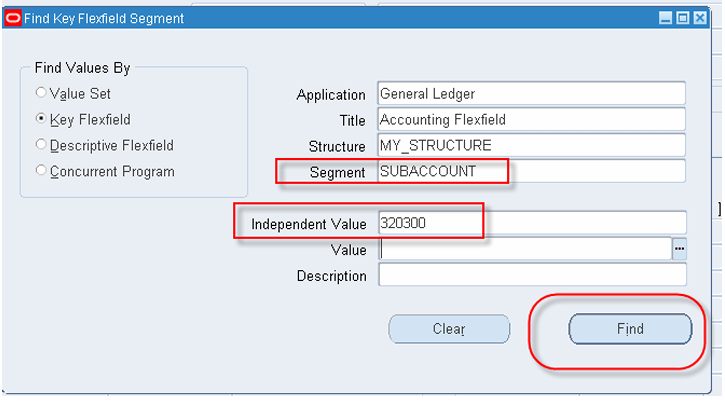 Find Key Flexfield Segment
Find Values By
Value Set
Key Flexfield
Descriptive Flexfield
Concurrent Program
Application General Ledger
Title Accounting Flexfield
Structure MY_STRUCTURE
Segment SUBACCOUNT
Independent Value 320300
Value
Description
Clear Find